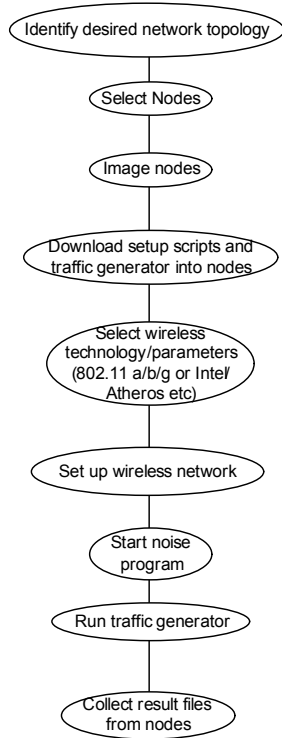 Identify desired network topology
Select Nodes
Image nodes
Download setup scripts and
traffic generator into nodes
Select wireless
technology/parameters
(802.11 a/b/g or Intel/
Atheros etc)
Set up wireless network
Start noise
program
Run traffic generator
Collect result files
from nodes